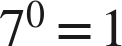 7⁰ = 1